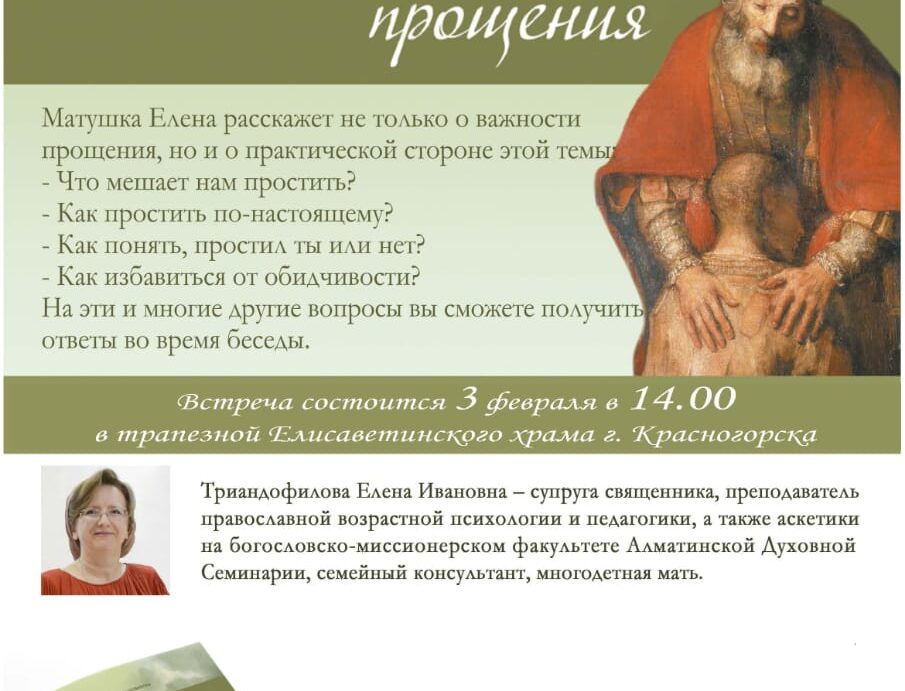 прощения
Матушка Елена расскажет не только о важности
прощения, но и о практической стороне этой темы:
- Что мешает нам простить?
- Как простить по-настоящему?
- Как понять, простил ты или нет?
- Как избавиться от обидчивости?
На эти и многие другие вопросы вы сможете получить
ответы во время беседы.
Встреча состоится 3 февраля в 14.00
в трапезной Елисаветинского храма г. Красногорска
Триандофилова Елена Ивановна – супруга священника, преподаватель
православной возрастной психологии и педагогики, а также аскетики
на богословско-миссионерском факультете Алматинской Духовной
Семинарии, семейный консультант, многодетная мать.